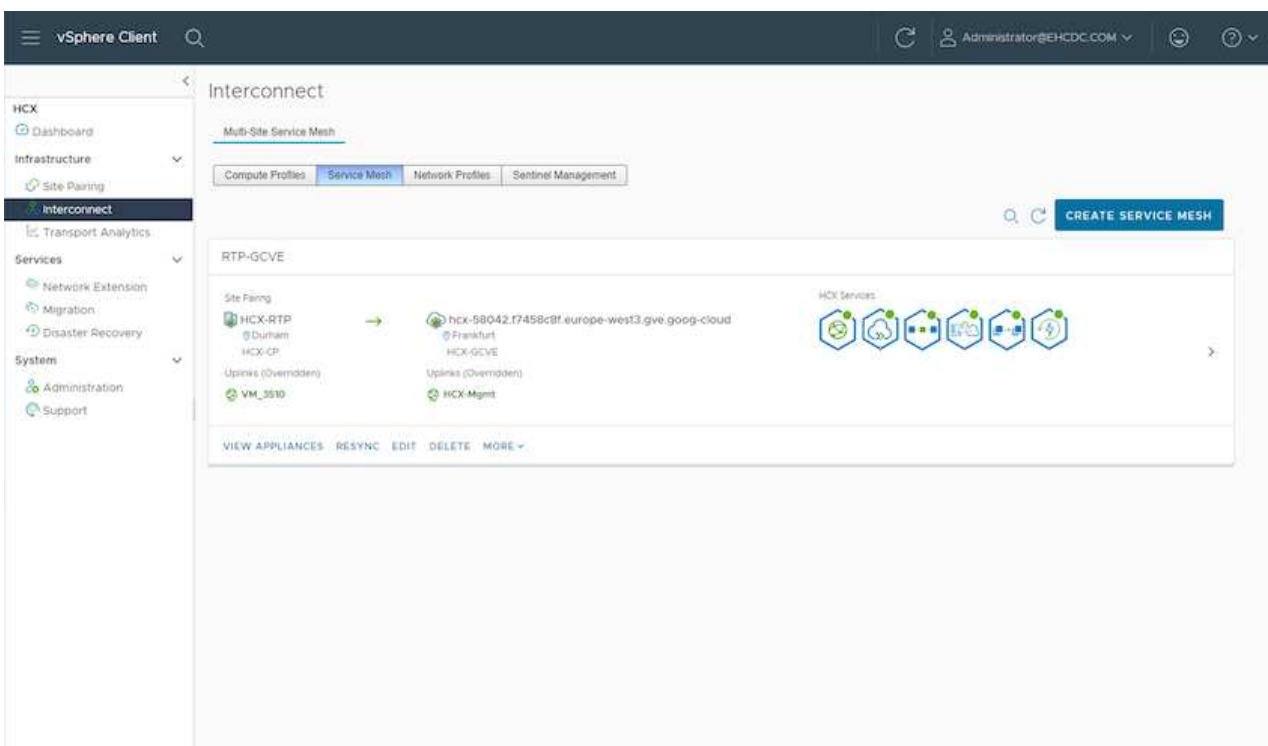 vSphere Client
Administrator@EHCDC.COM
Interconnect
HCX
Dashboard
Multi-Site Service Mesh
Infrastructure
Compute Profiles Service Mesh Network Profiles Sentinel Management
Site Pairing
Interconnect
CREATE SERVICE MESH
Transport Analytics
Services
RTP-GCVE
Network Extension
Site Pairing
HCX Services
Migration
HCX-RTP
hcx-58042.f7458c8f.europe-west3.gve.goog-cloud
Disaster Recovery
Durham
Frankfurt
HCX-CP
HCX-GCVE
System
Uplinks (Overridden)
Uplinks (Overridden)
Administration
VM_3510
HCX-Mgmt
Support
VIEW APPLIANCES RESYNC EDIT DELETE MORE